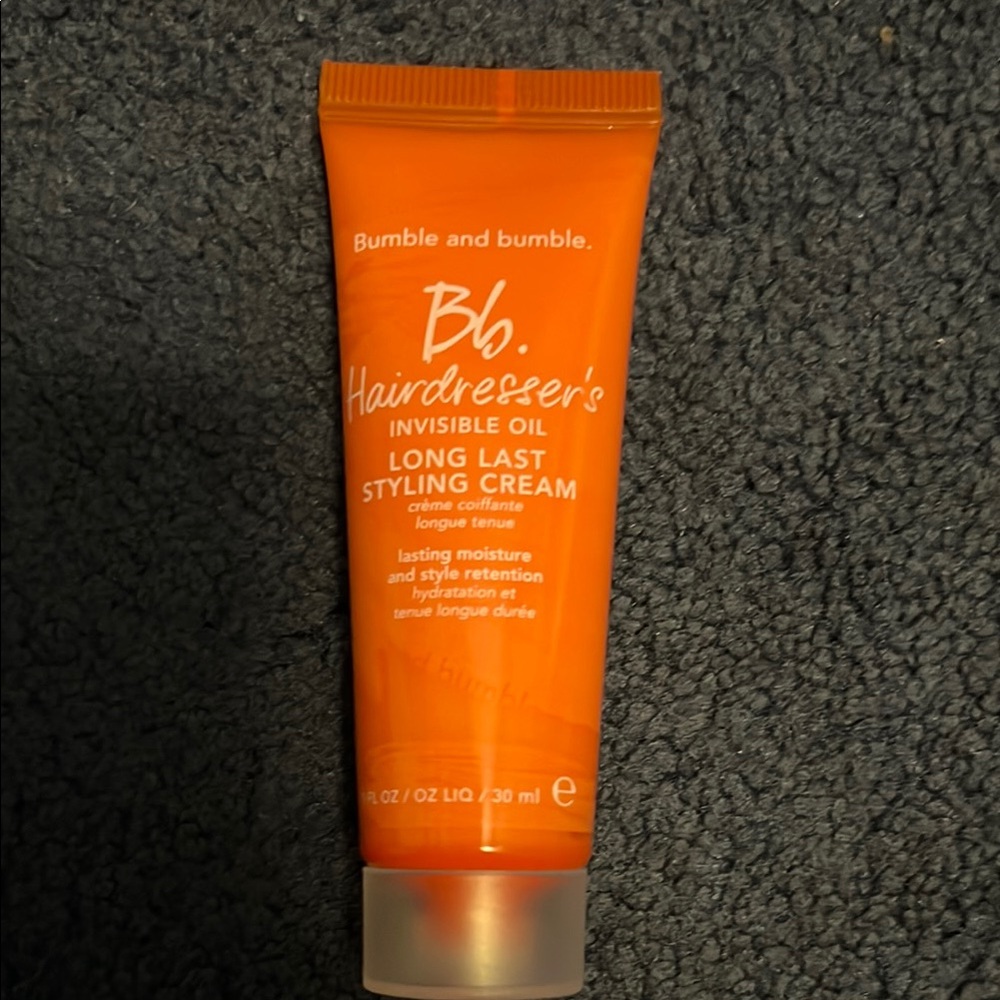 Bumble and bumble.
Bb.
Hairdresser's
INVISIBLE OIL
LONG LAST
STYLING CREAM
crème coiffante
longue tenue
lasting moisture
and style retention
hydratation et
tenue longue durée
FL OZ / OZ LIQ / 30 ml e